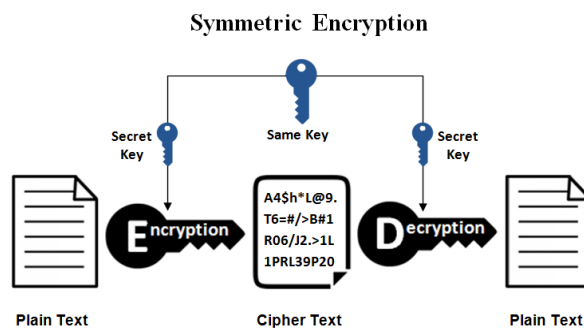 Symmetric Encryption
Secret
Key
Same Key
Secret
Key
Encryption
A4$h*L@9.
T6=#/>B#1
R06/J2.>1L
1PRL39P20
Decryption
Plain Text
Cipher Text
Plain Text